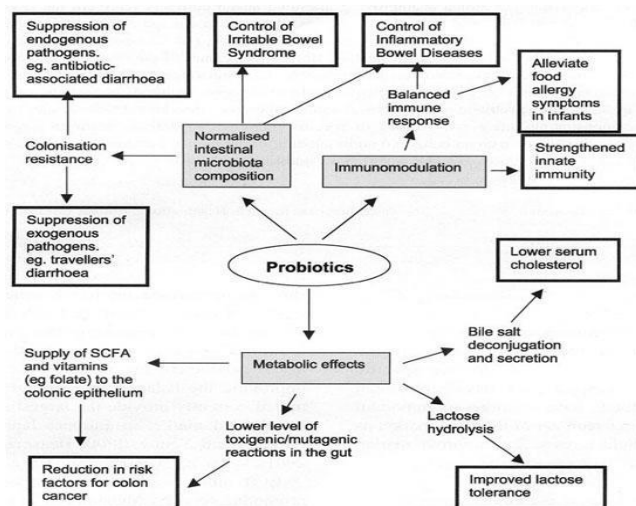 Suppression of
endogenous
pathogens.
eg. antibiotic-
associated diarrhoea
Control of
Irritable Bowel
Syndrome
Control of
Inflammatory
Bowel Diseases
Alleviate
food
allergy
symptoms
in infants
Balanced
immune
response
Colonisation
resistance
Normalised
intestinal
microbiota
composition
Immunomodulation
Strengthened
innate
immunity
Suppression of
exogenous
pathogens.
eg. travellers'
diarrhoea
Probiotics
Lower serum
cholesterol
Bile salt
deconjugation
and secretion
Supply of SCFA
and vitamins
(eg folate) to the
colonic epithelium
Metabolic effects
Lower level of
toxigenic/mutagenic
reactions in the gut
Lactose
hydrolysis
Reduction in risk
factors for colon
cancer
Improved lactose
tolerance